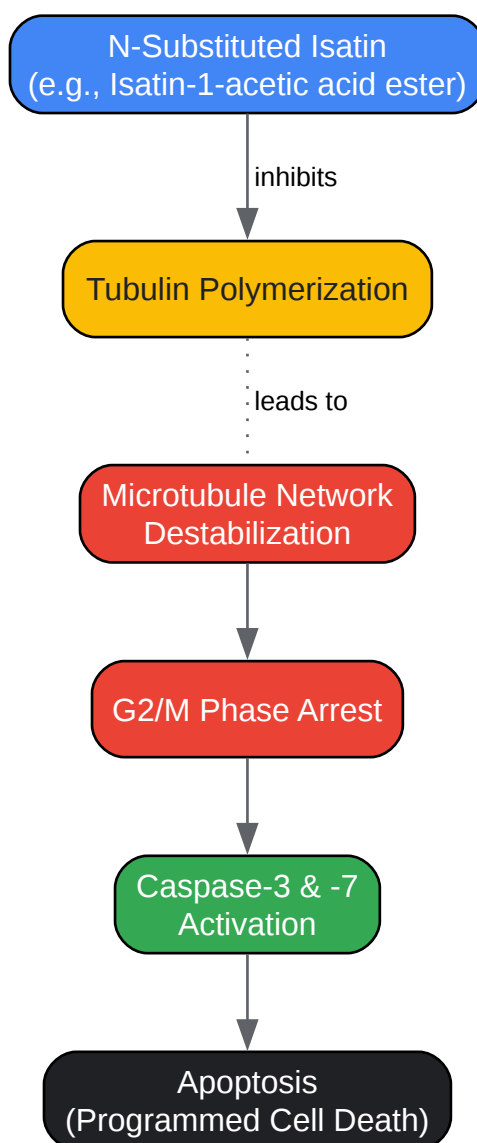 N-Substituted Isatin
(e.g., Isatin-1-acetic acid ester)
inhibits
Tubulin Polymerization
leads to
Microtubule Network
Destabilization
G2/M Phase Arrest
Caspase-3 & -7
Activation
Apoptosis
(Programmed Cell Death)